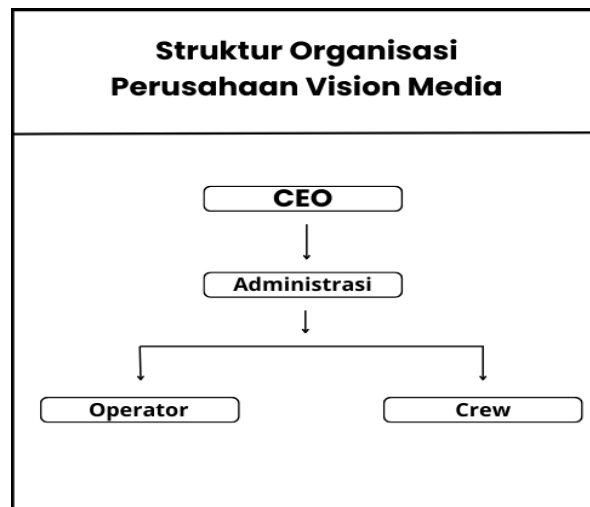 Struktur Organisasi
Perusahaan Vision Media
CEO
Administrasi
Operator
Crew